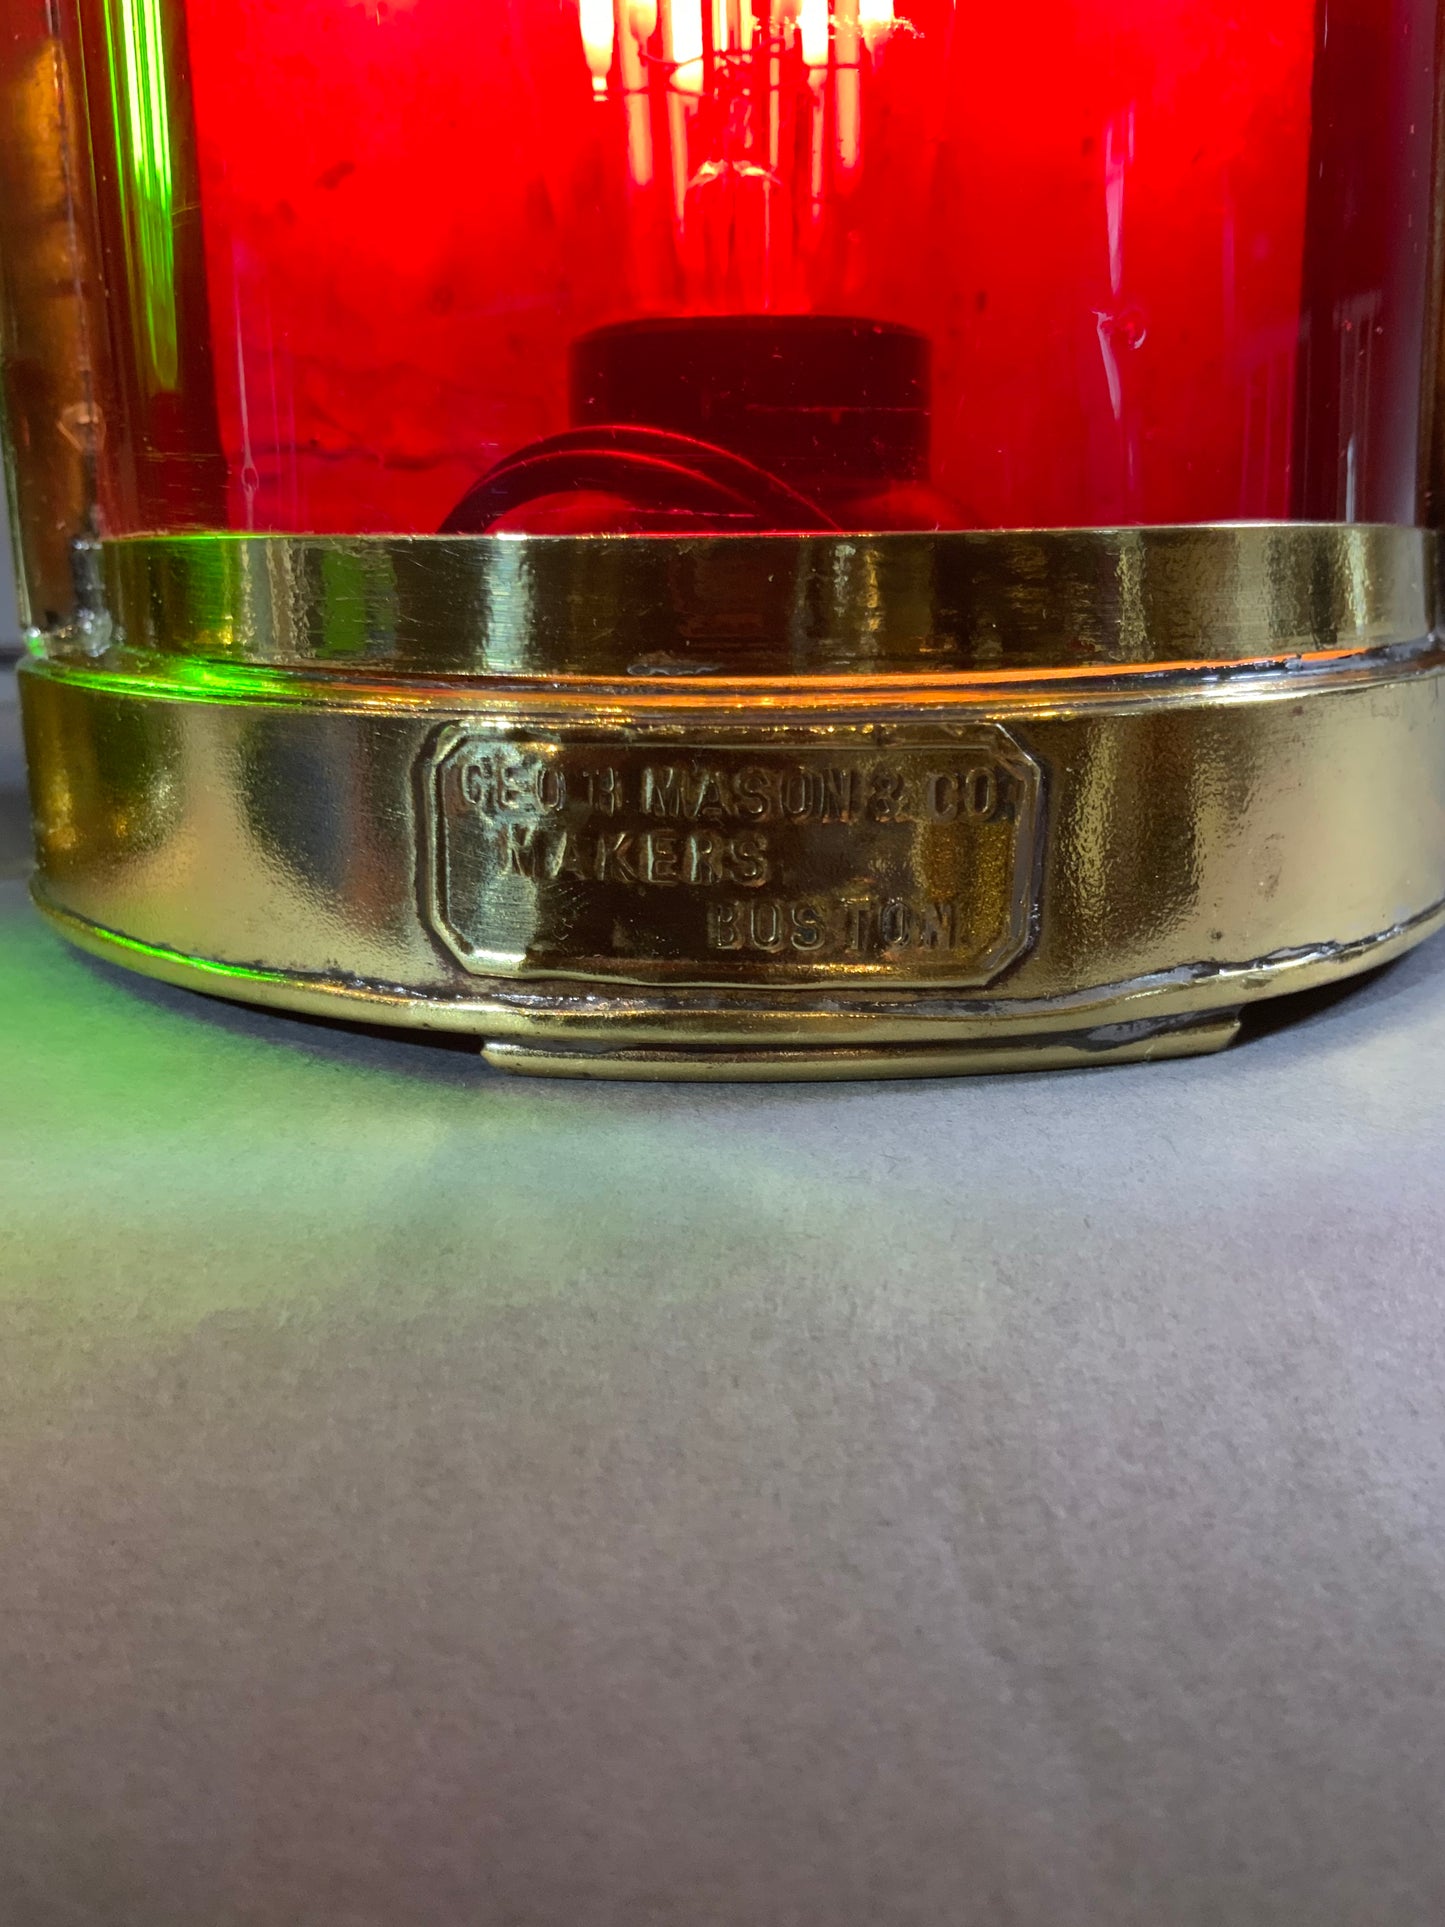 GEO B MASON & CO.
MAKERS
BOSTON.